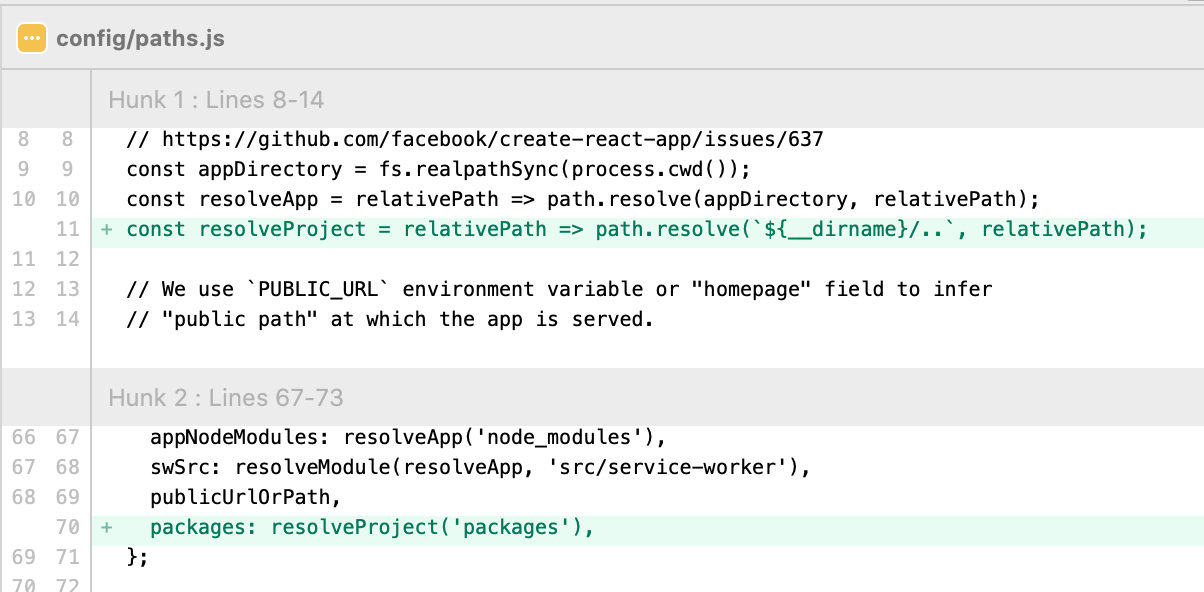 config/paths.js
Hunk 1 : Lines 8-14
8 8 // https://github.com/facebook/create-react-app/issues/637
9 9 const appDirectory = fs.realpathSync(process.cwd());
10 10 const resolveApp = relativePath => path.resolve(appDirectory, relativePath);
11 + const resolveProject = relativePath => path.resolve(`${__dirname}/..`, relativePath);
11 12
12 13 // We use `PUBLIC_URL` environment variable or "homepage" field to infer
13 14 // "public path" at which the app is served.
Hunk 2 : Lines 67-73
66 67 appNodeModules: resolveApp('node_modules'),
67 68 swSrc: resolveModule(resolveApp, 'src/service-worker'),
68 69 publicUrlOrPath,
70 + packages: resolveProject('packages'),
69 71 };
70 72